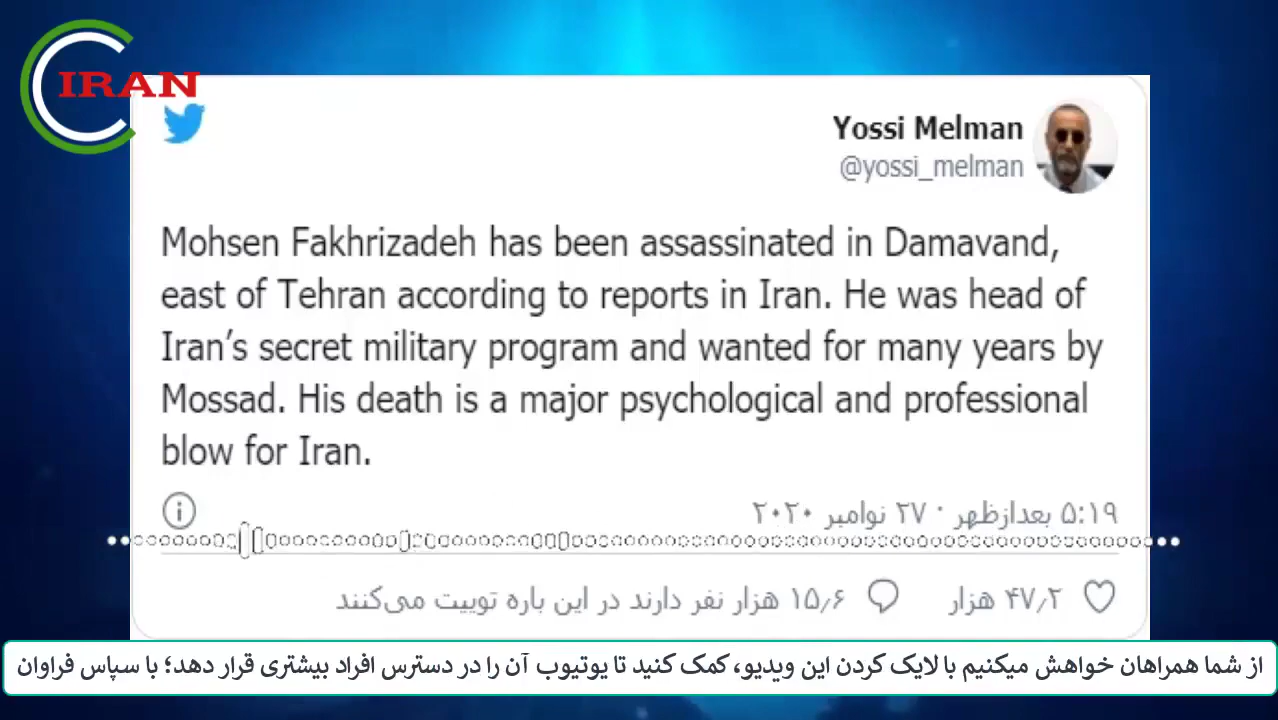 IRAN
Yossi Melman
@yossi_melman
Mohsen Fakhrizadeh has been assassinated in Damavand,
east of Tehran according to reports in Iran. He was head of
Iran’s secret military program and wanted for many years by
Mossad. His death is a major psychological and professional
blow for Iran.
۵:۱۹ بعدازظهر · ۲۷ نوامبر ۲۰۲۰
۴۷٫۲ هزار
۱۵٫۶ هزار نفر دارند در این باره توییت می‌کنند
از شما همراهان خواهش میکنیم با لایک کردن این ویدیو، کمک کنید تا یوتیوب آن را در دسترس افراد بیشتری قرار دهد؛ با سپاس فراوان